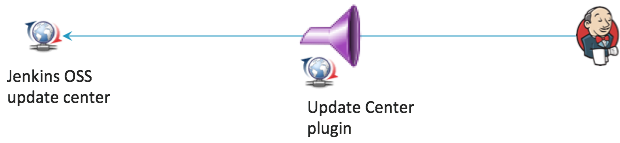 Jenkins OSS
update center
Update Center
plugin